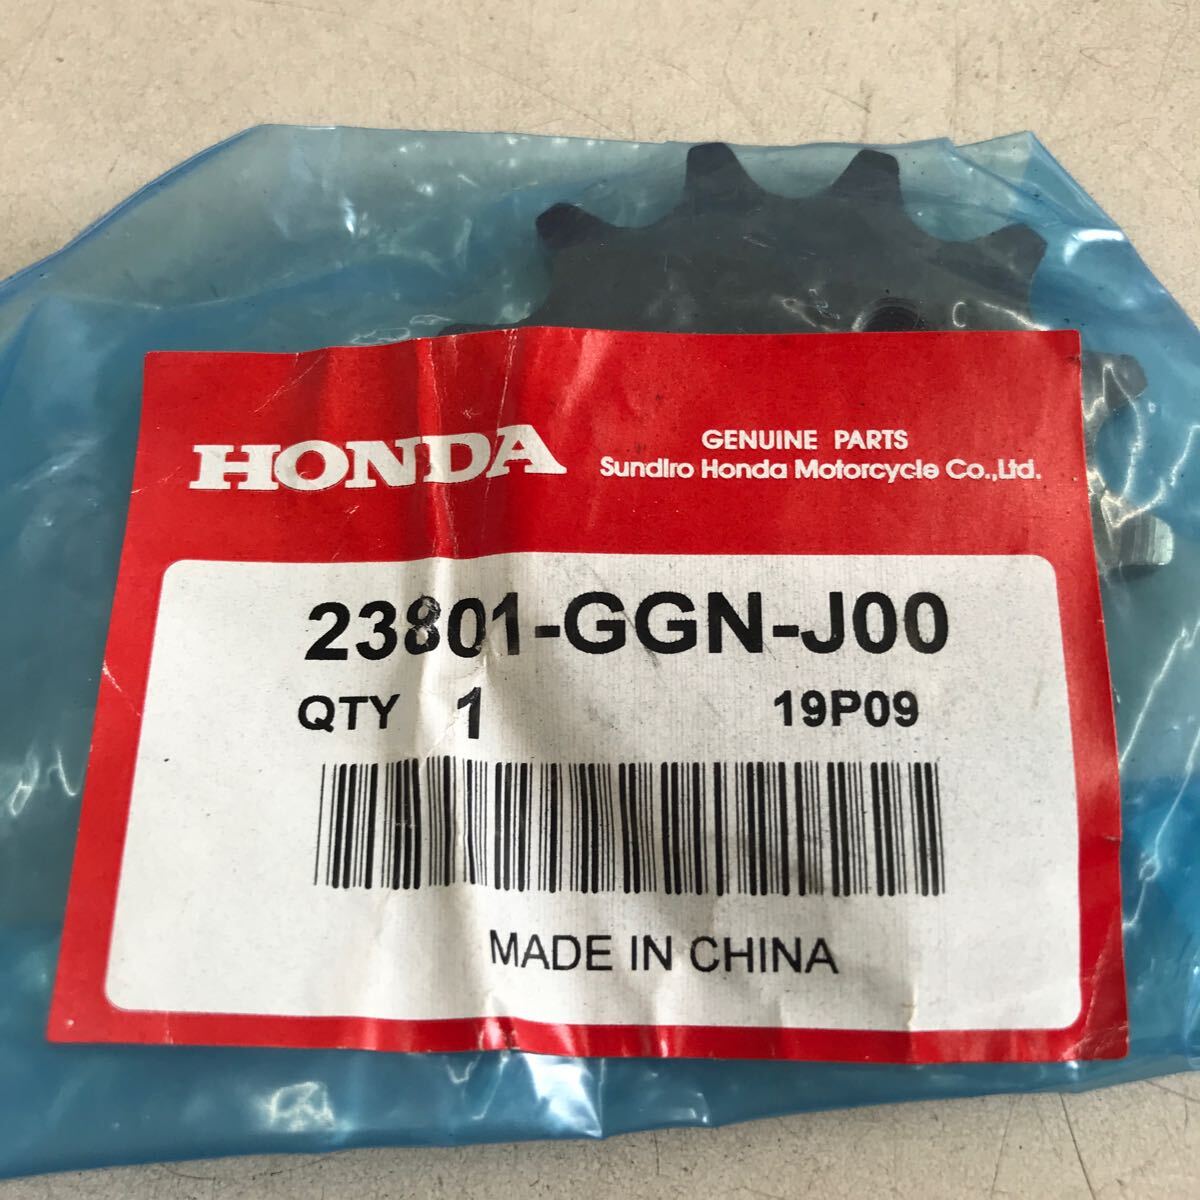 HONDA
GENUINE PARTS
Sundiro Honda Motorcycle Co.,Ltd.
23801-GGN-J00
QTY 1 19P09
MADE IN CHINA